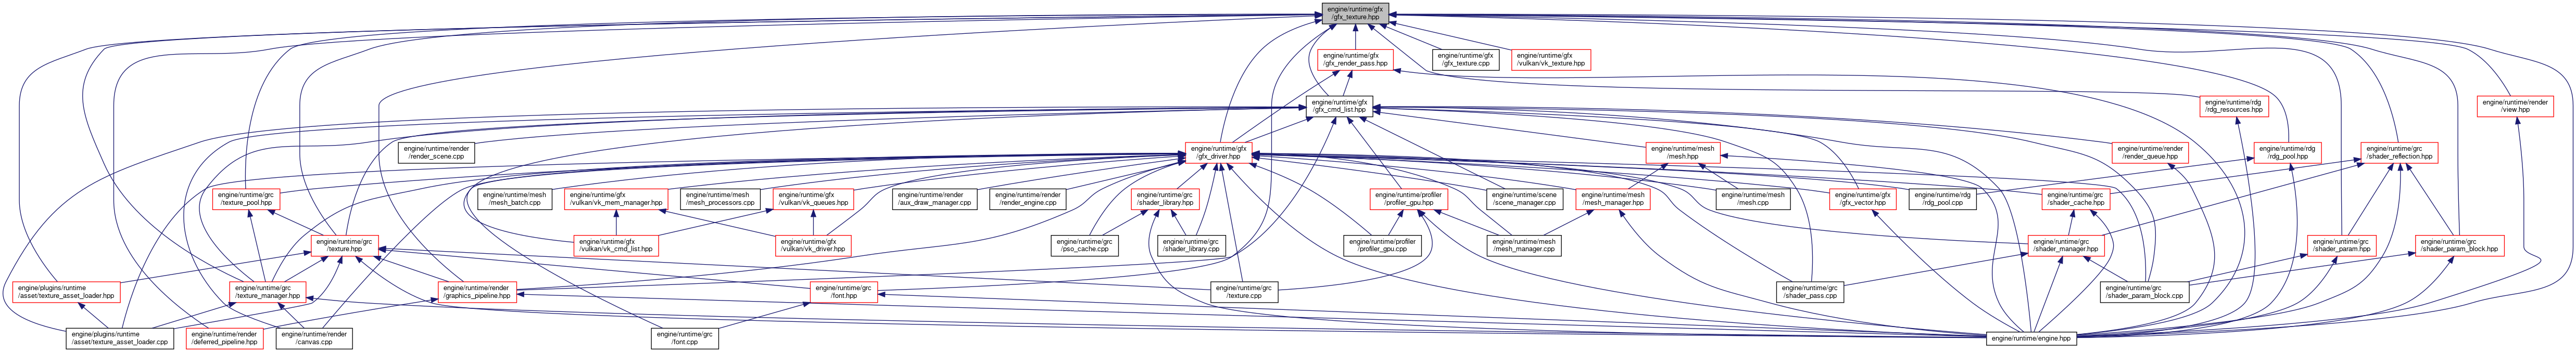 engine/runtime/gfx
/gfx_texture.hpp
engine/runtime/gfx
/gfx_render_pass.hpp
engine/runtime/gfx
/gfx_texture.cpp
engine/runtime/gfx
/vulkan/vk_texture.hpp
engine/runtime/gfx
/gfx_cmd_list.hpp
engine/runtime/rdg
/rdg_resources.hpp
engine/runtime/render
/view.hpp
engine/runtime/render
/render_scene.cpp
engine/runtime/gfx
/gfx_driver.hpp
engine/runtime/mesh
/mesh.hpp
engine/runtime/render
/render_queue.hpp
engine/runtime/rdg
/rdg_pool.hpp
engine/runtime/grc
/shader_reflection.hpp
engine/runtime/grc
/texture_pool.hpp
engine/runtime/mesh
/mesh_batch.cpp
engine/runtime/gfx
/vulkan/vk_mem_manager.hpp
engine/runtime/mesh
/mesh_processors.cpp
engine/runtime/gfx
/vulkan/vk_queues.hpp
engine/runtime/render
/aux_draw_manager.cpp
engine/runtime/render
/render_engine.cpp
engine/runtime/grc
/shader_library.hpp
engine/runtime/profiler
/profiler_gpu.hpp
engine/runtime/scene
/scene_manager.cpp
engine/runtime/mesh
/mesh_manager.hpp
engine/runtime/mesh
/mesh.cpp
engine/runtime/gfx
/gfx_vector.hpp
engine/runtime/rdg
/rdg_pool.cpp
engine/runtime/grc
/shader_cache.hpp
engine/runtime/grc
/texture.hpp
engine/runtime/gfx
/vulkan/vk_cmd_list.hpp
engine/runtime/gfx
/vulkan/vk_driver.hpp
engine/runtime/grc
/pso_cache.cpp
engine/runtime/grc
/shader_library.cpp
engine/runtime/profiler
/profiler_gpu.cpp
engine/runtime/mesh
/mesh_manager.cpp
engine/runtime/grc
/shader_manager.hpp
engine/runtime/grc
/shader_param.hpp
engine/runtime/grc
/shader_param_block.hpp
engine/plugins/runtime
/asset/texture_asset_loader.hpp
engine/runtime/grc
/texture_manager.hpp
engine/runtime/render
/graphics_pipeline.hpp
engine/runtime/grc
/font.hpp
engine/runtime/grc
/texture.cpp
engine/runtime/grc
/shader_pass.cpp
engine/runtime/grc
/shader_param_block.cpp
engine/plugins/runtime
/asset/texture_asset_loader.cpp
engine/runtime/render
/deferred_pipeline.hpp
engine/runtime/render
/canvas.cpp
engine/runtime/grc
/font.cpp
engine/runtime/engine.hpp